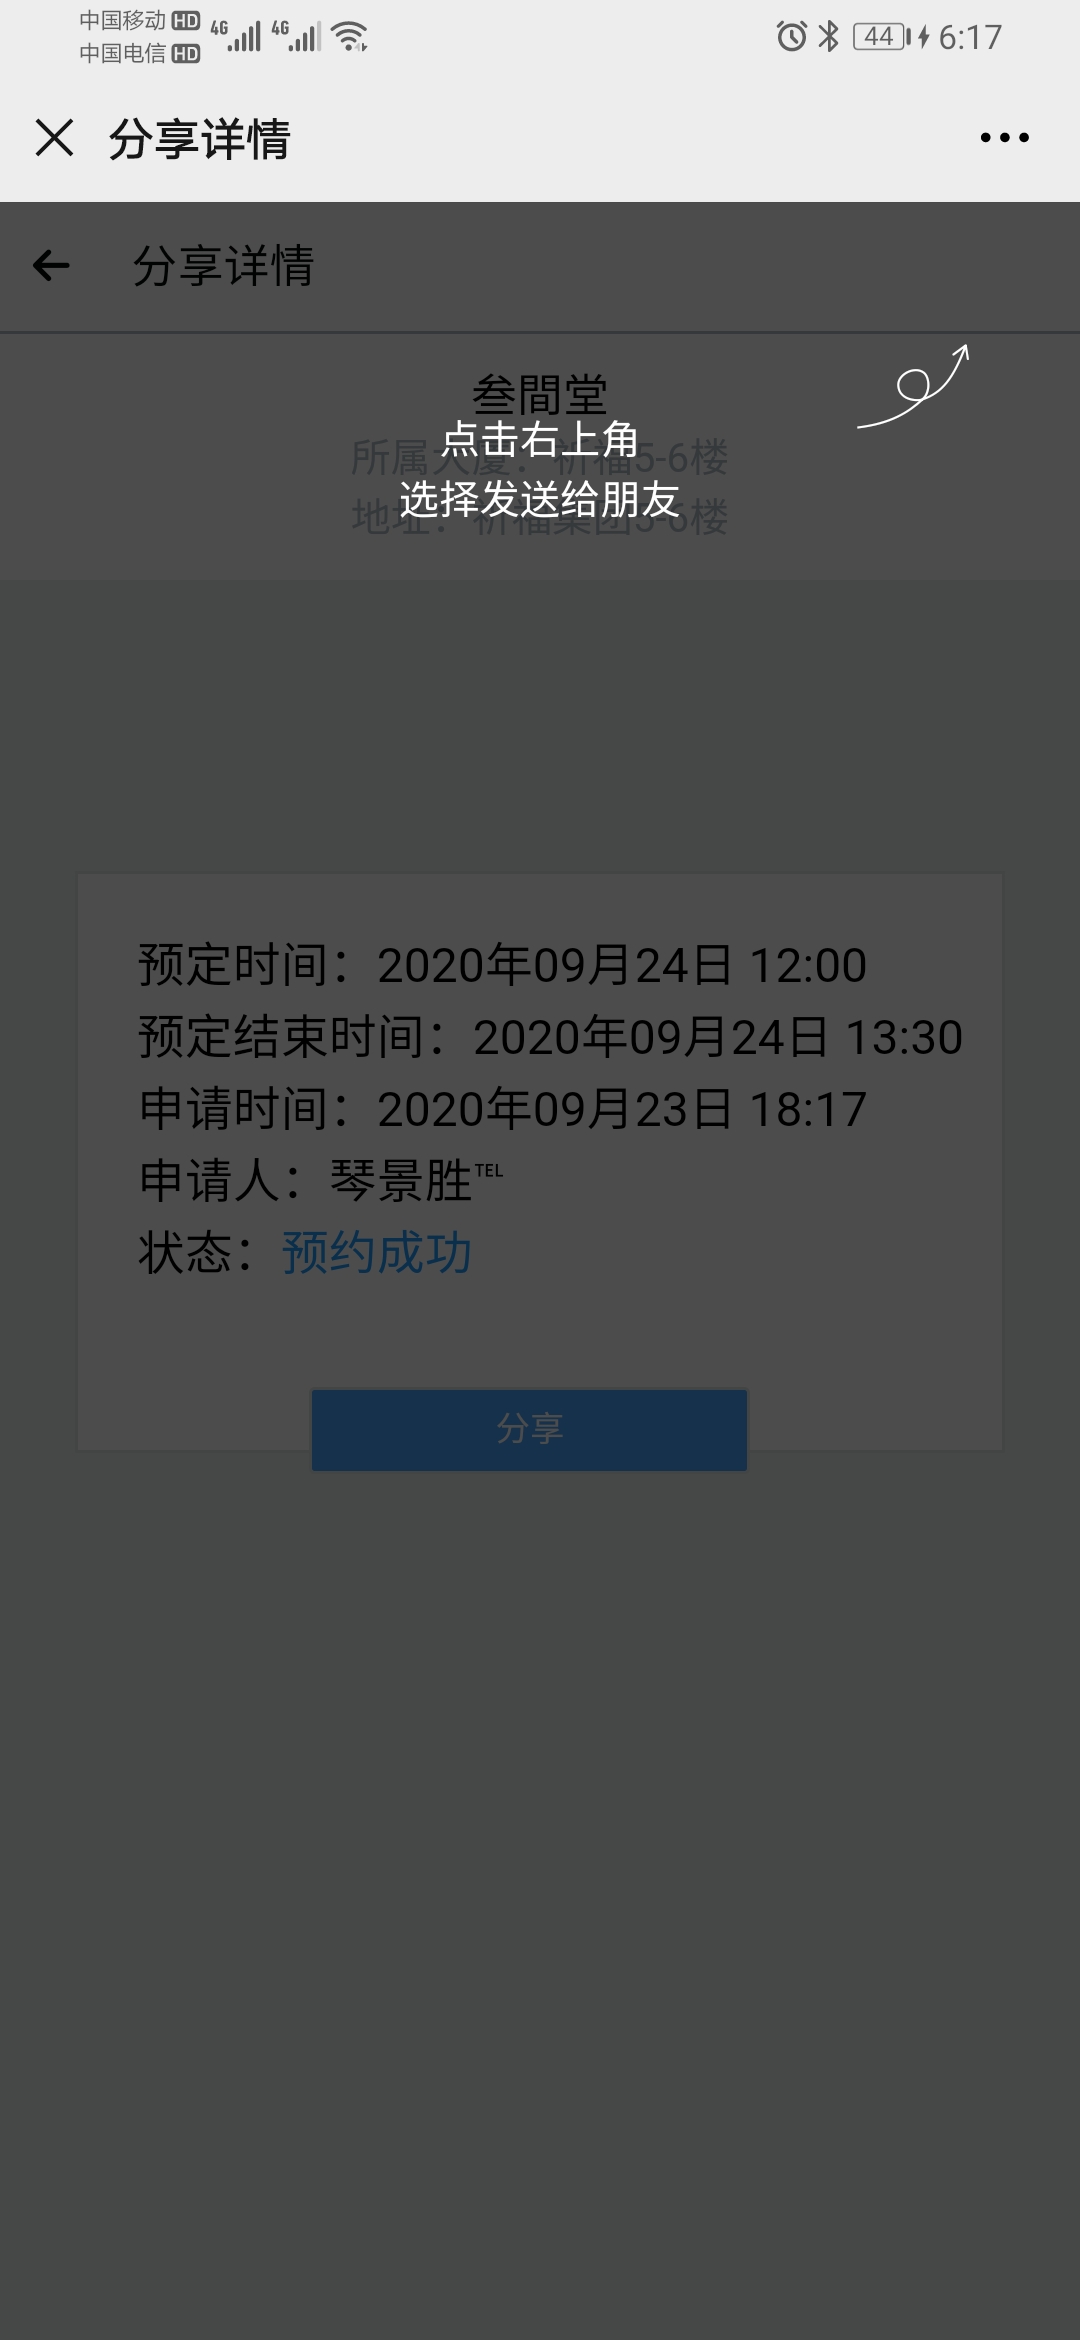 中国移动 HD 4G 4G
中国电信 HD
44 6:17
分享详情
分享详情
叁間堂
点击右上角
所属大厦：祈福5-6楼
选择发送给朋友
地址：祈福集团5-6楼
预定时间：2020年09月24日 12:00
预定结束时间：2020年09月24日 13:30
申请时间：2020年09月23日 18:17
申请人：琴景胜℡
状态：预约成功
分享